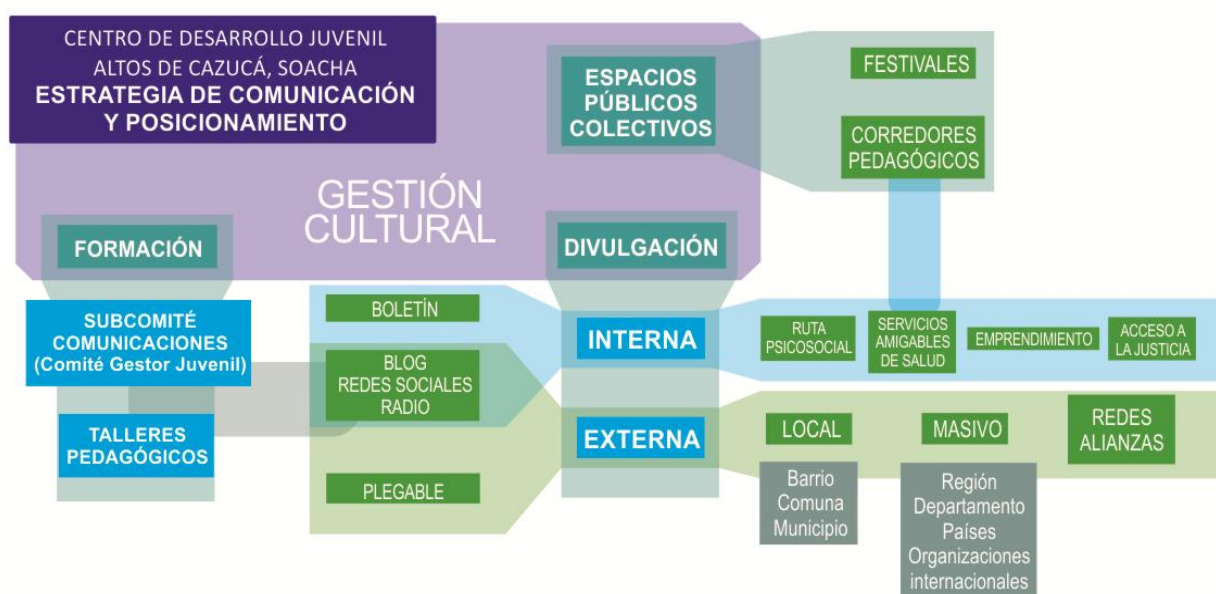 CENTRO DE DESARROLLO JUVENIL
ALTOS DE CAZUCÁ, SOACHA
ESTRATEGIA DE COMUNICACIÓN
Y POSICIONAMIENTO
GESTIÓN
CULTURAL
ESPACIOS
PÚBLICOS
COLECTIVOS
FESTIVALES
CORREDORES
PEDAGÓGICOS
FORMACIÓN
DIVULGACIÓN
SUBCOMITÉ
COMUNICACIONES
(Comité Gestor Juvenil)
TALLERES
PEDAGÓGICOS
BOLETÍN
BLOG
REDES SOCIALES
RADIO
PLEGABLE
INTERNA
RUTA
PSICOSOCIAL
SERVICIOS
AMIGABLES
DE SALUD
EMPRENDIMIENTO
ACCESO A
LA JUSTICIA
EXTERNA
LOCAL
Barrio
Comuna
Municipio
MASIVO
Región
Departamento
Países
Organizaciones
internacionales
REDES
ALIANZAS